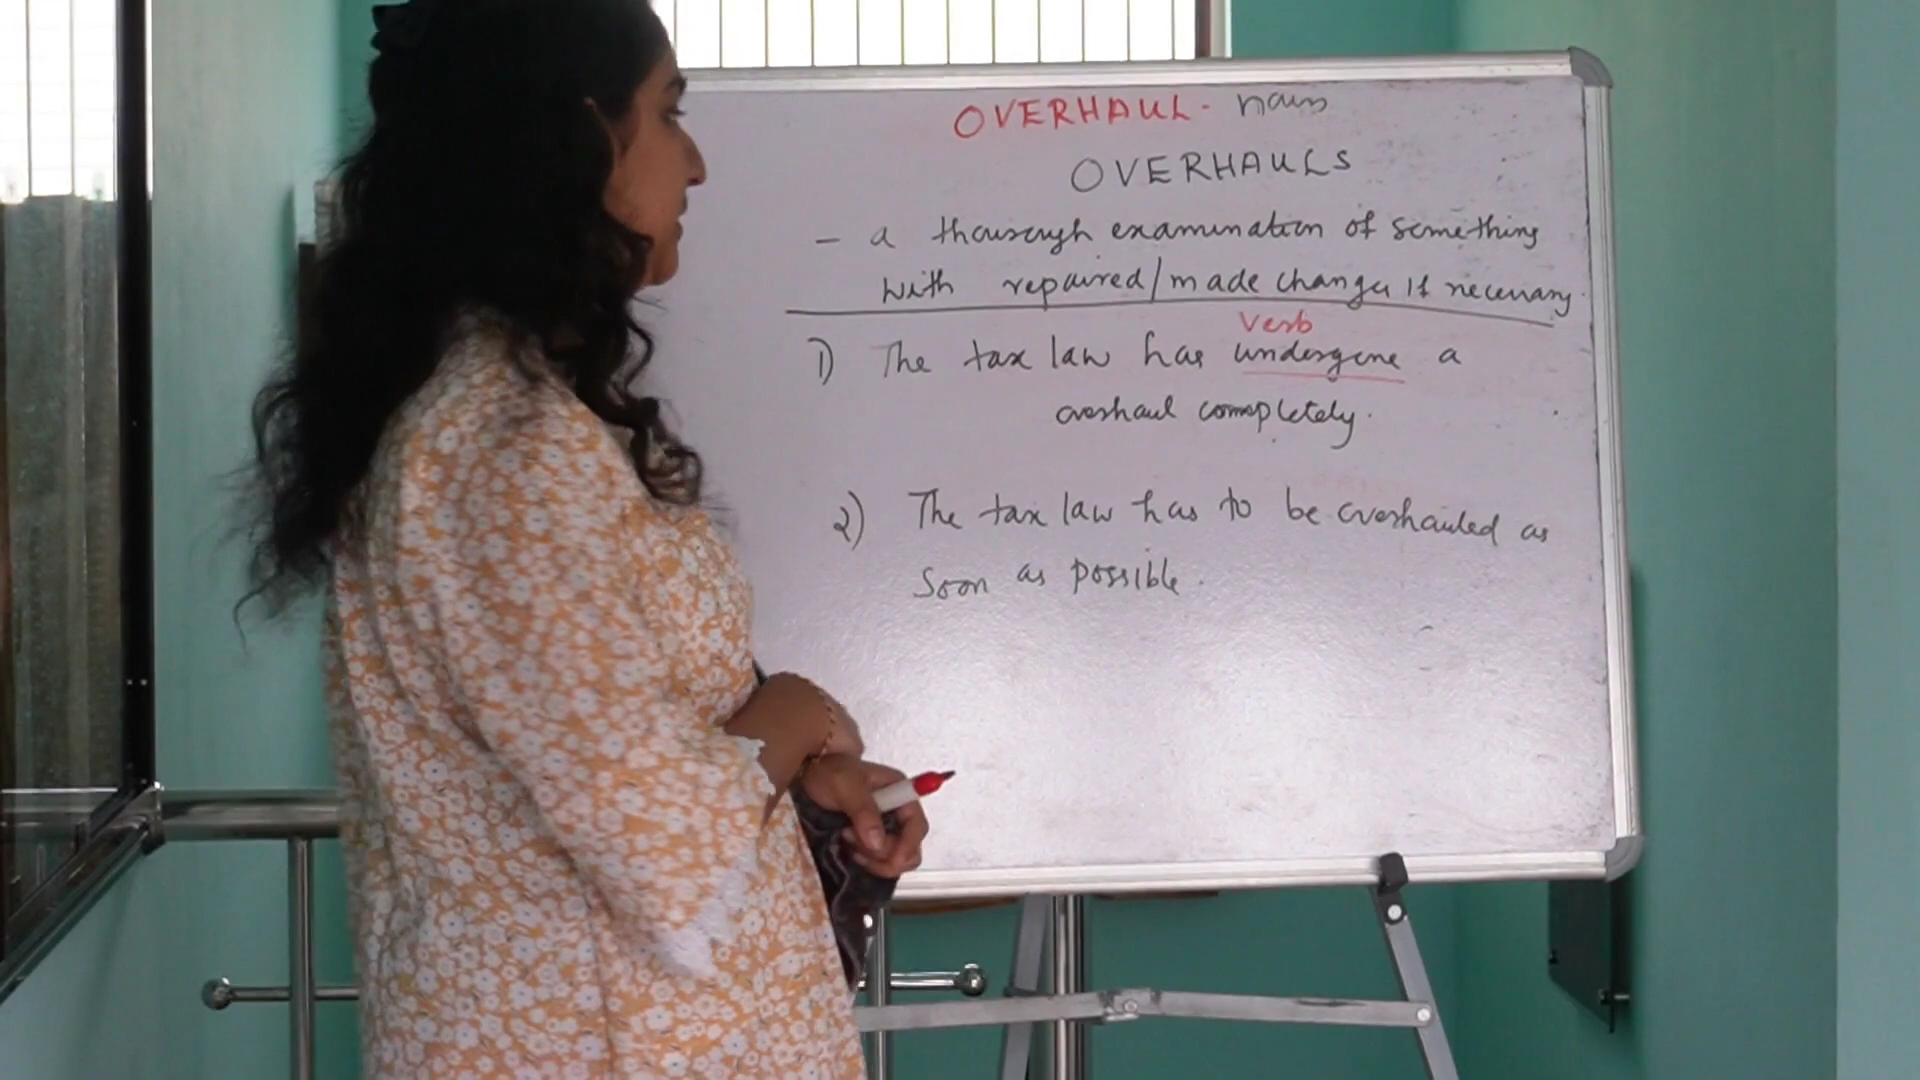 OVERHAUL - noun
OVERHAULS
- a thorough examination of something
with repaired/made changes if necessary.
Verb
1) The tax law has undergone a
overhaul completely.
2) The tax law has to be overhauled as
soon as possible.